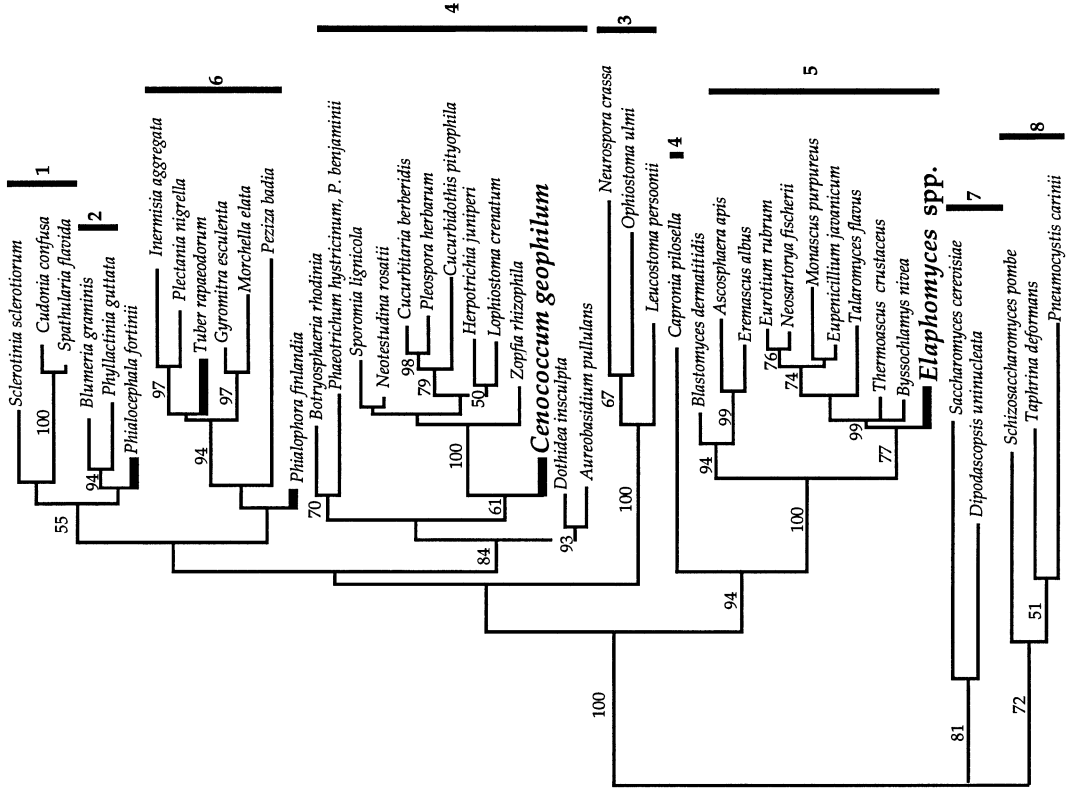 1
Sclerotinia sclerotiorum
Cudonia confusa
Spathularia flavida
100
2
Blumeria graminis
Phyllactinia guttata
Phialocephala fortinii
94
55
6
Inermisia aggregata
Plectania nigrella
Tuber rapaeodorum
Gyromitra esculenta
Morchella elata
Peziza badia
Phialophora finlandia
97
97
94
4
Botryosphaeria rhodinia
Phaeotrichum hystricinum, P. benjaminii
Sporomia lignicola
Neotestudina rosatii
Cucurbitaria berberidis
Pleospora herbarum
Cucurbidothis pityophila
Herpotrichia juniperi
Lophiostoma crenatum
Zopfia rhizophila
Cenococcum geophilum
Dothidea insculpta
Aureobasidium pullulans
70
98
79
50
100
61
93
84
3
Neurospora crassa
Ophiostoma ulmi
Leucostoma persoonii
67
100
4
Capronia pilosella
5
Blastomyces dermatitidis
Ascosphaera apis
Eremascus albus
Eurotium rubrum
Neosartorya fischerii
Monascus purpureus
Eupenicillium javanicum
Talaromyces flavus
Thermoascus crustaceus
Byssochlamys nivea
Elaphomyces spp.
94
99
76
74
99
77
100
94
100
7
Saccharomyces cerevisiae
Dipodascopsis uninucleata
81
8
Schizosaccharomyces pombe
Taphrina deformans
Pneumocystis carinii
51
72